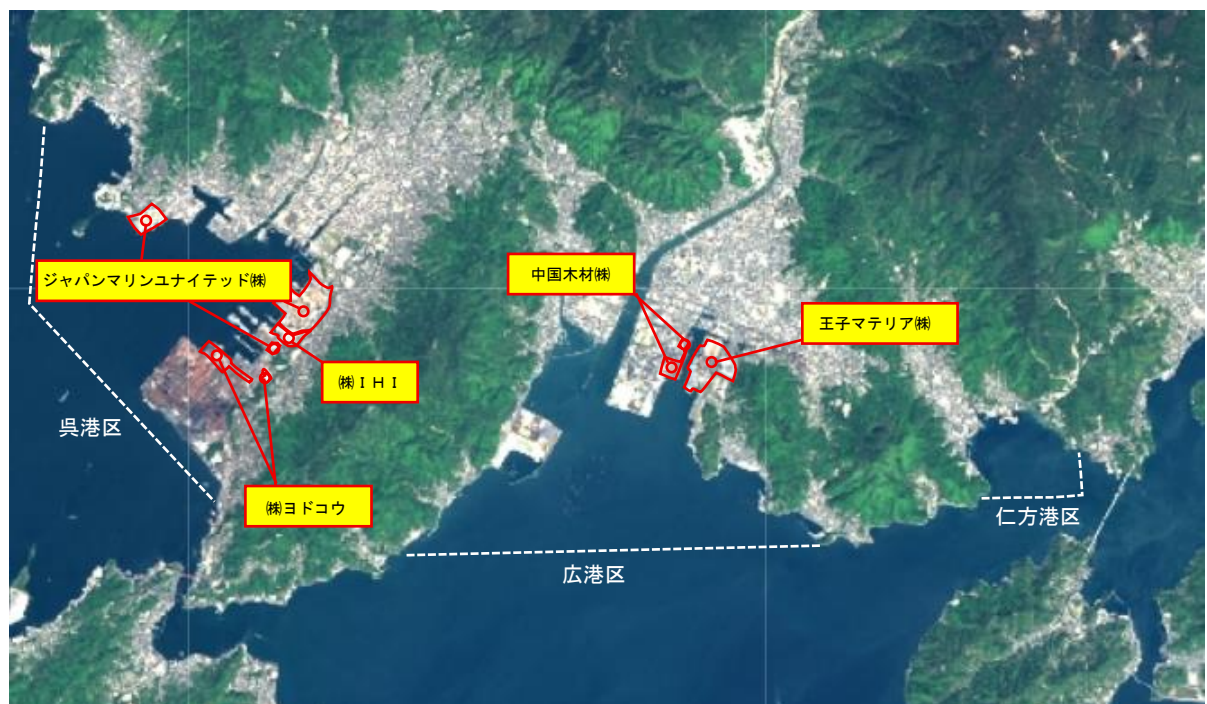 ジャパンマリンユナイテッド㈱
中国木材㈱
王子マテリア㈱
㈱ＩＨＩ
呉港区
㈱ヨドコウ
仁方港区
広港区